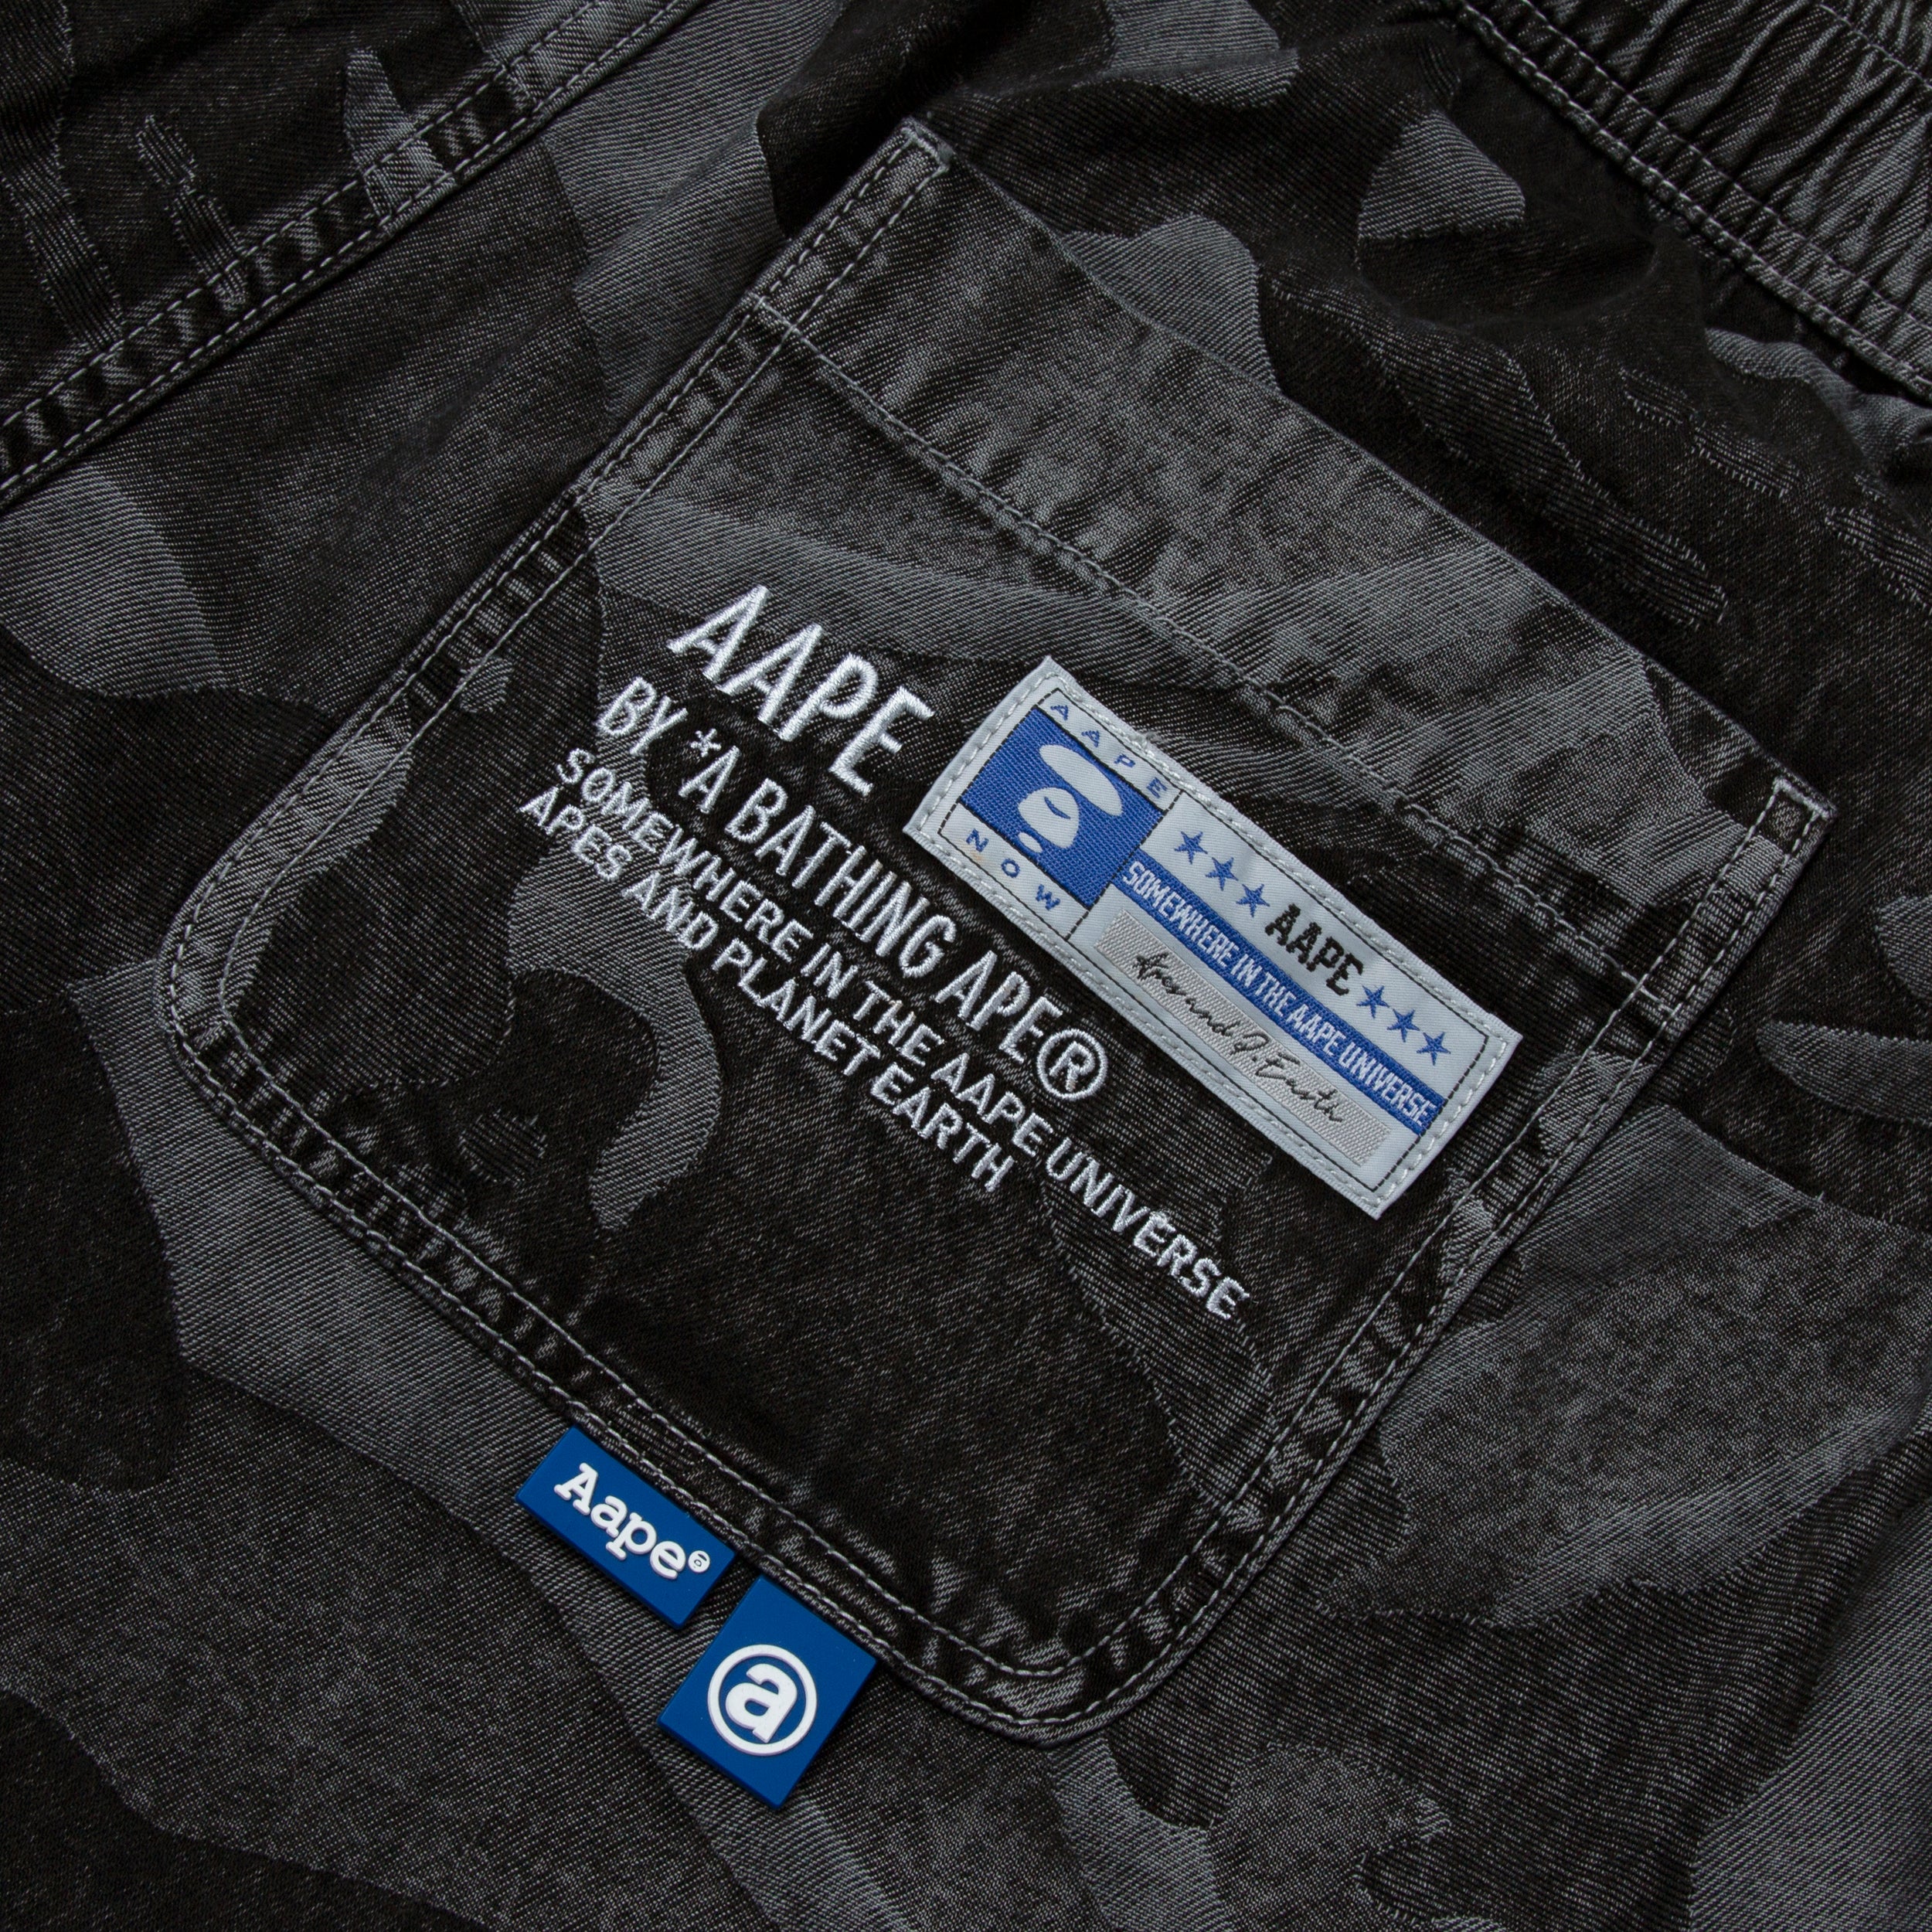 AAPE
BY *A BATHING APE®
SOMEWHERE IN THE AAPE UNIVERSE
APES AND PLANET EARTH
AAPE
NOW
★★★ AAPE ★★★
SOMEWHERE IN THE AAPE UNIVERSE
Aape
a